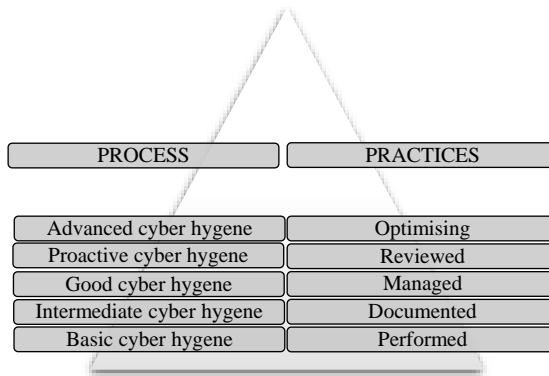 PROCESS PRACTICES
Advanced cyber hygene Optimising
Proactive cyber hygene Reviewed
Good cyber hygene Managed
Intermediate cyber hygene Documented
Basic cyber hygene Performed